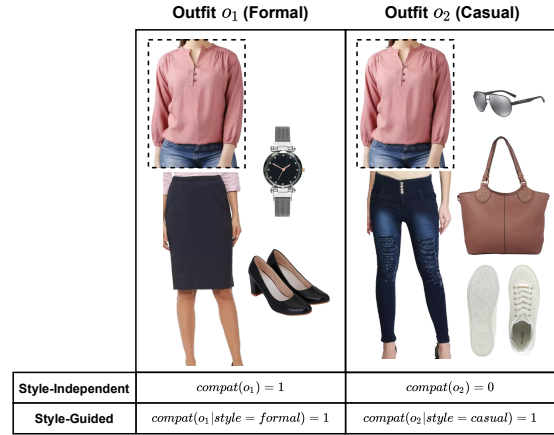 Outfit o₁ (Formal) Outfit o₂ (Casual)
Style-Independent compat(o₁) = 1 compat(o₂) = 0
Style-Guided compat(o₁|style = formal) = 1 compat(o₂|style = casual) = 1